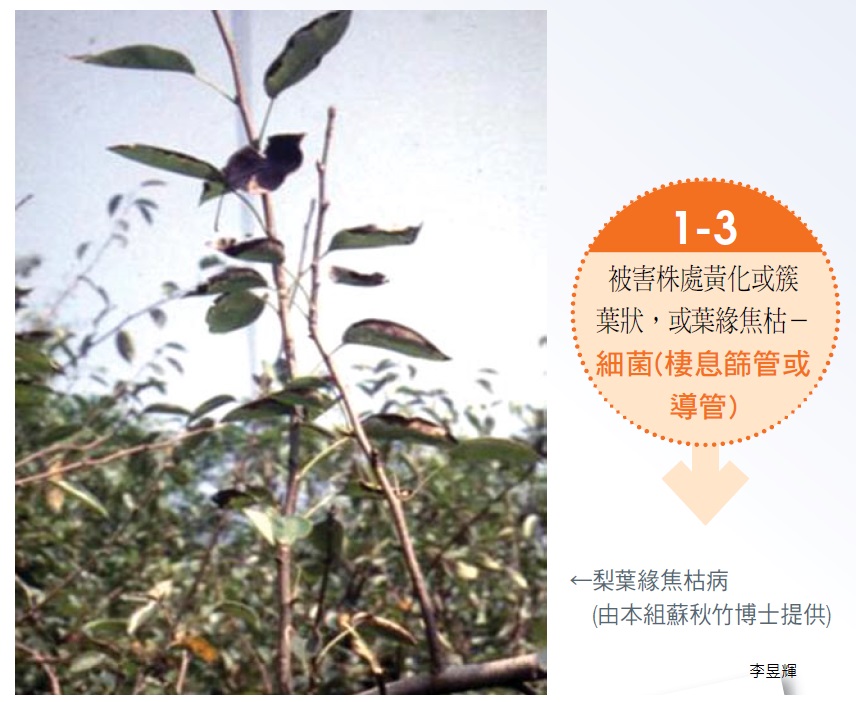 1-3
被害株處黃化或簇
葉狀，或葉緣焦枯－
細菌(棲息篩管或
導管)
←梨葉緣焦枯病
(由本組蘇秋竹博士提供)
李昱輝